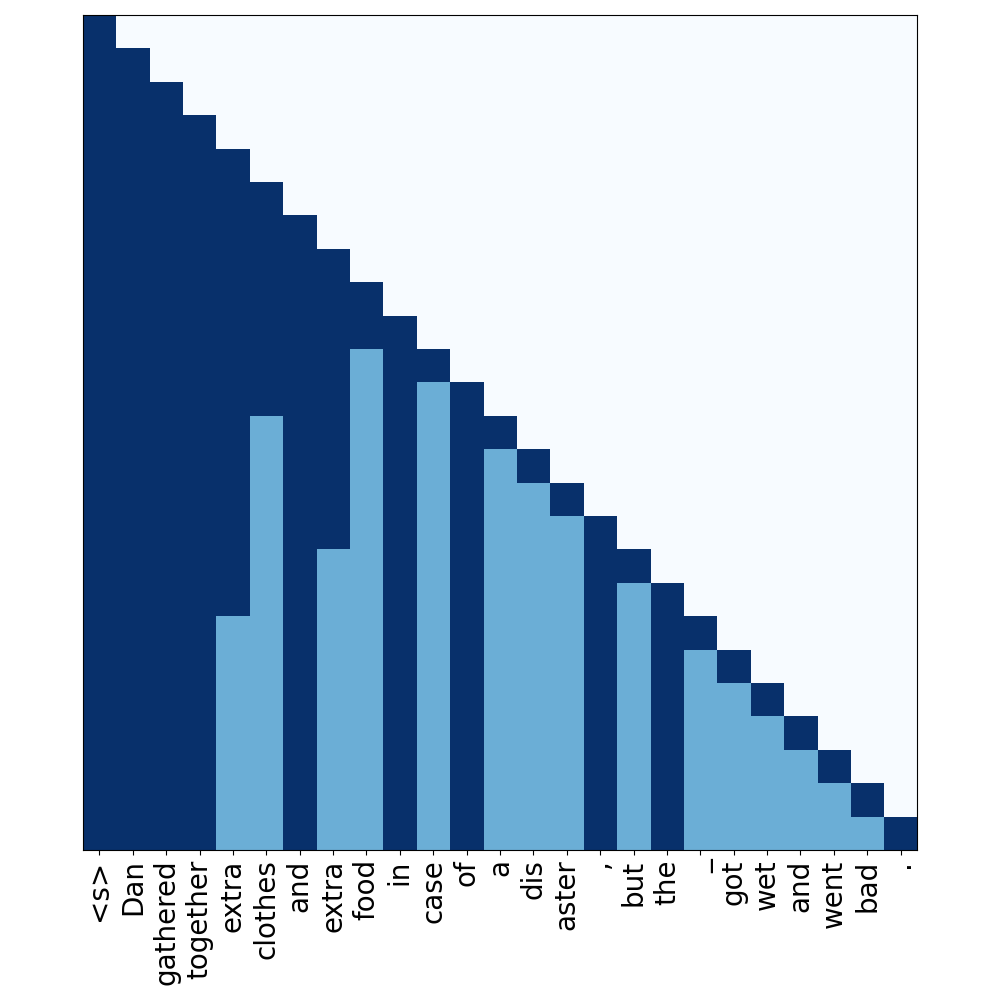 <s> Dan gathered together extra clothes and extra food in case of a dis aster , but the _ got wet and went bad .